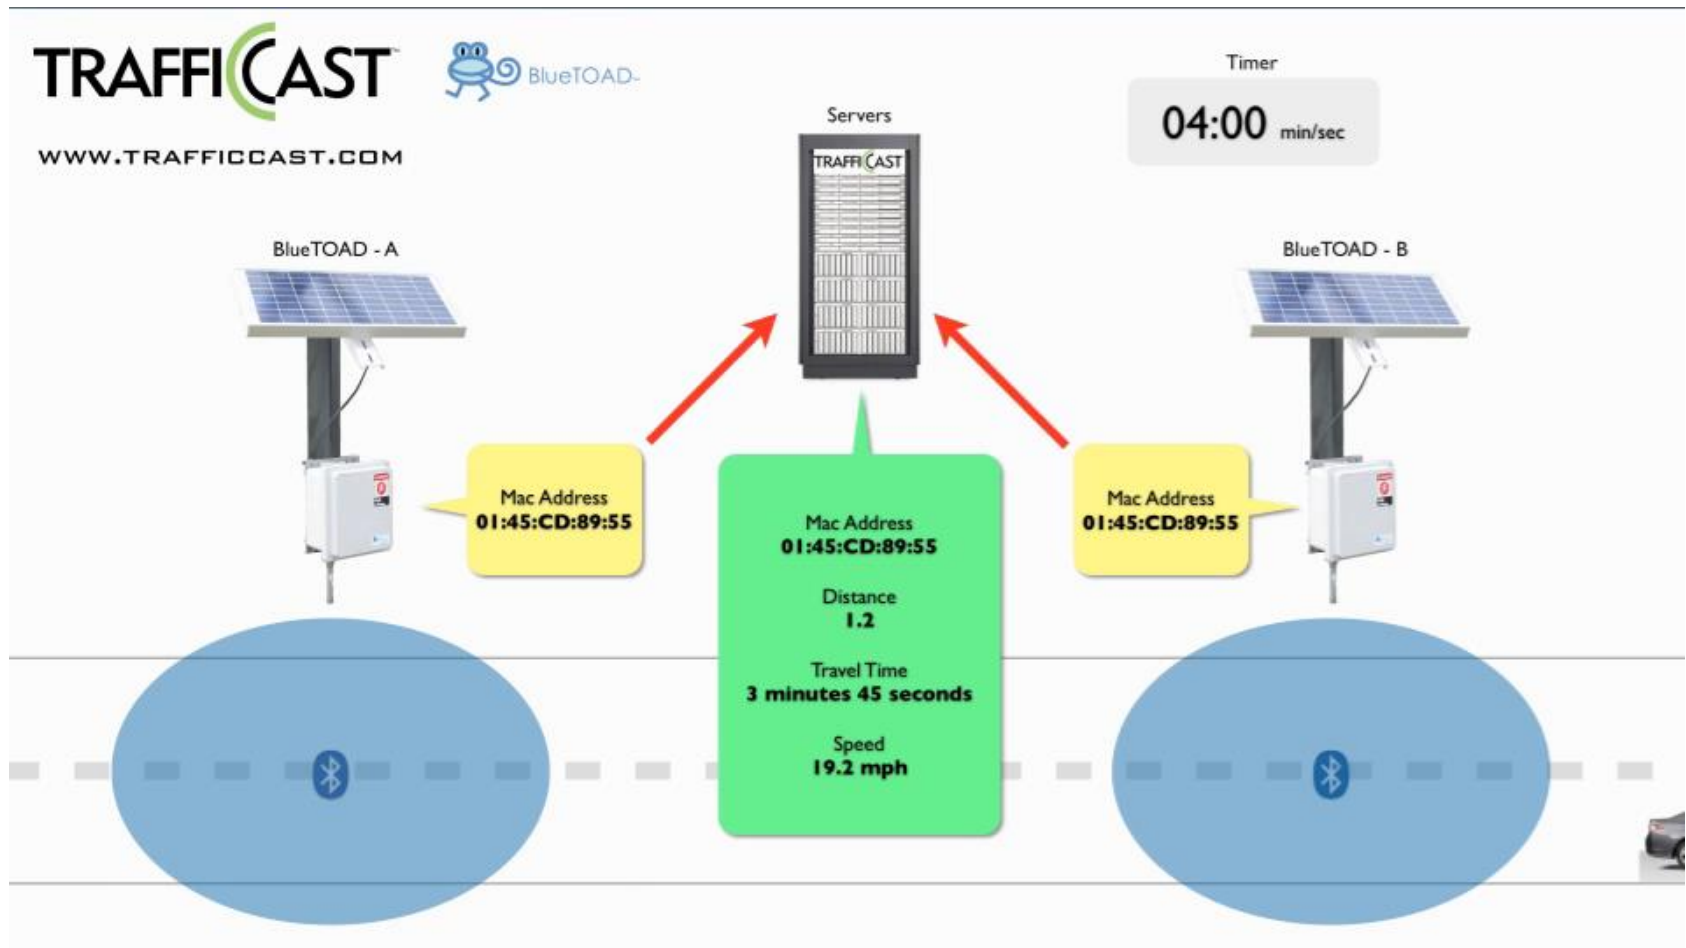 TRAFFICAST™
BlueTOAD™
WWW.TRAFFICCAST.COM
Timer
04:00 min/sec
Servers
TRAFFICAST
BlueTOAD - A
BlueTOAD - B
Mac Address
01:45:CD:89:55
Mac Address
01:45:CD:89:55
Distance
1.2
Travel Time
3 minutes 45 seconds
Speed
19.2 mph
Mac Address
01:45:CD:89:55